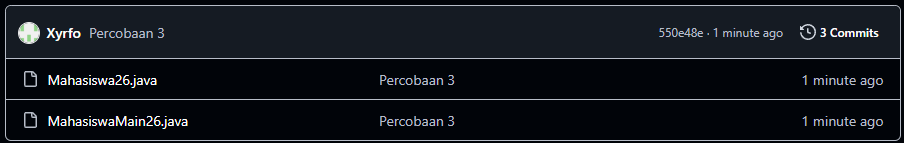 Xyrfo Percobaan 3 550e48e · 1 minute ago 3 Commits
Mahasiswa26.java Percobaan 3 1 minute ago
MahasiswaMain26.java Percobaan 3 1 minute ago